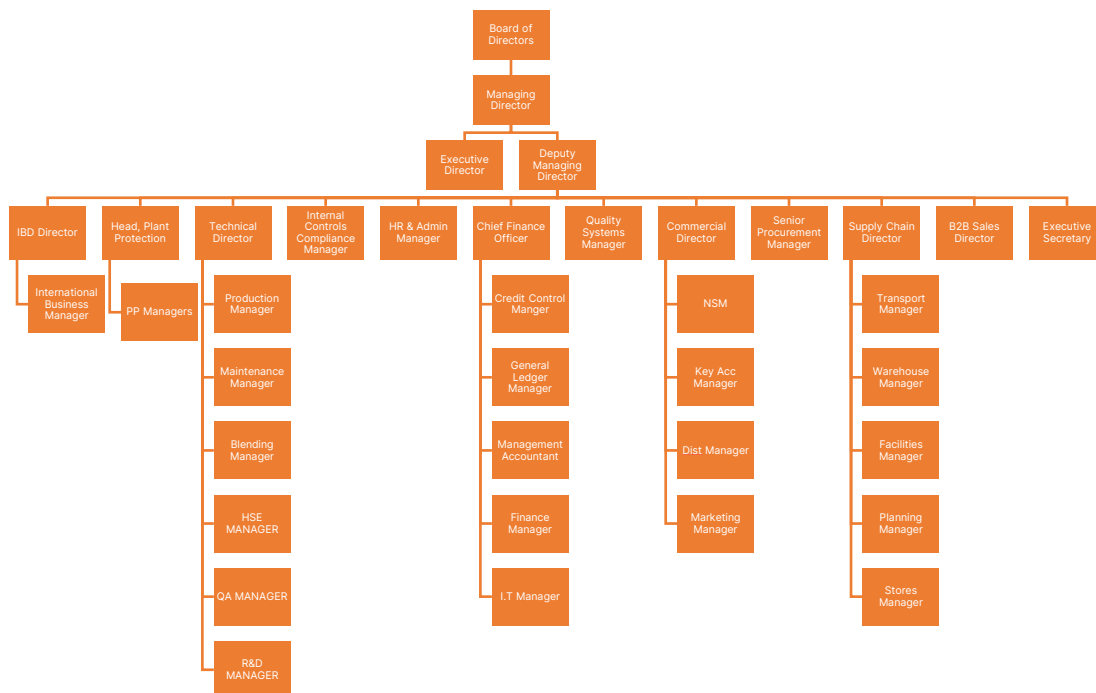 Board of
Directors
Managing
Director
Executive
Director
Deputy
Managing
Director
IBD Director
Head, Plant
Protection
Technical
Director
Internal
Controls
Compliance
Manager
HR & Admin
Manager
Chief Finance
Officer
Quality
Systems
Manager
Commercial
Director
Senior
Procurement
Manager
Supply Chain
Director
B2B Sales
Director
Executive
Secretary
International
Business
Manager
PP Managers
Production
Manager
Maintenance
Manager
Blending
Manager
HSE
MANAGER
QA MANAGER
R&D
MANAGER
Credit Control
Manger
General
Ledger
Manager
Management
Accountant
Finance
Manager
I.T Manager
NSM
Key Acc
Manager
Dist Manager
Marketing
Manager
Transport
Manager
Warehouse
Manager
Facilities
Manager
Planning
Manager
Stores
Manager